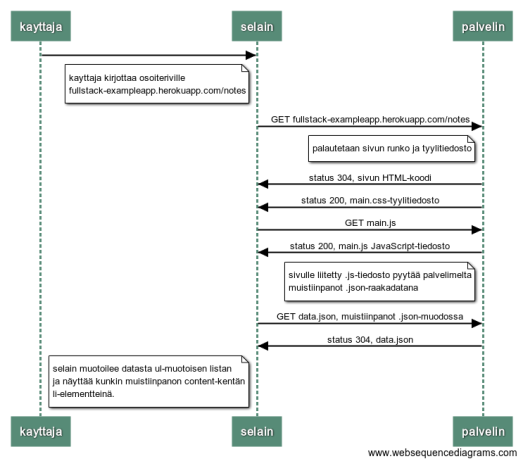 kayttaja selain palvelin
kayttaja kirjottaa osoiteriville
fullstack-exampleapp.herokuapp.com/notes
GET fullstack-exampleapp.herokuapp.com/notes
palautetaan sivun runko ja tyylitiedosto
status 304, sivun HTML-koodi
status 200, main.css-tyylitiedosto
GET main.js
status 200, main.js JavaScript-tiedosto
sivulle liitetty .js-tiedosto pyytää palvelimelta
muistiinpanot .json-raakadatana
GET data.json, muistiinpanot .json-muodossa
status 304, data.json
selain muotoilee datasta ul-muotoisen listan
ja näyttää kunkin muistiinpanon content-kentän
li-elementteinä.
kayttaja selain palvelin
www.websequencediagrams.com